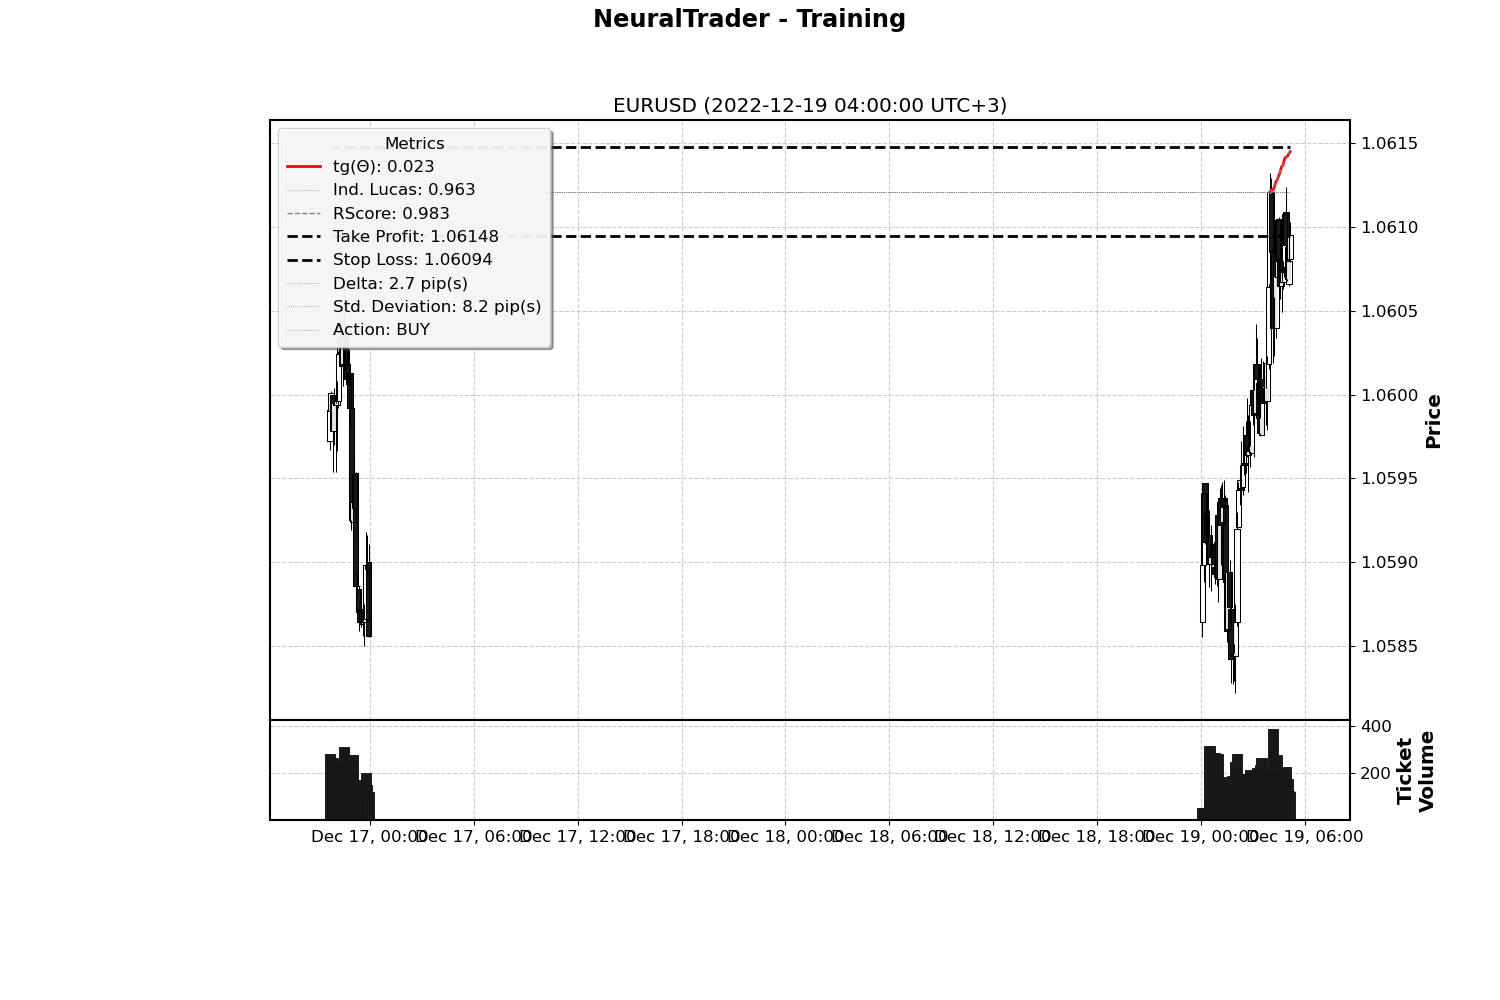 NeuralTrader - Training
EURUSD (2022-12-19 04:00:00 UTC+3)
Metrics
tg(Θ): 0.023
Ind. Lucas: 0.963
RScore: 0.983
Take Profit: 1.06148
Stop Loss: 1.06094
Delta: 2.7 pip(s)
Std. Deviation: 8.2 pip(s)
Action: BUY
1.0615
1.0610
1.0605
1.0600
1.0595
1.0590
1.0585
Price
400
200
Ticket
Volume
Dec 17, 00:00
Dec 17, 06:00
Dec 17, 12:00
Dec 17, 18:00
Dec 18, 00:00
Dec 18, 06:00
Dec 18, 12:00
Dec 18, 18:00
Dec 19, 00:00
Dec 19, 06:00